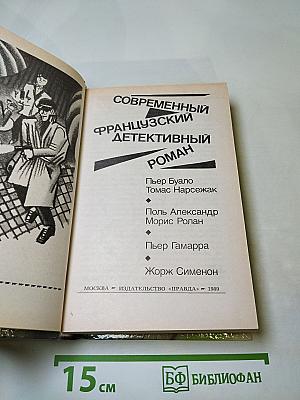 СОВРЕМЕННЫЙ
ФРАНЦУЗСКИЙ
ДЕТЕКТИВНЫЙ
РОМАН
Пьер Буало
Томас Нарсежак
Поль Александр
Морис Ролан
Пьер Гамарра
Жорж Сименон
МОСКВА – ИЗДАТЕЛЬСТВО «ПРАВДА» – 1989
15 см
БФ БИБЛИОФАН